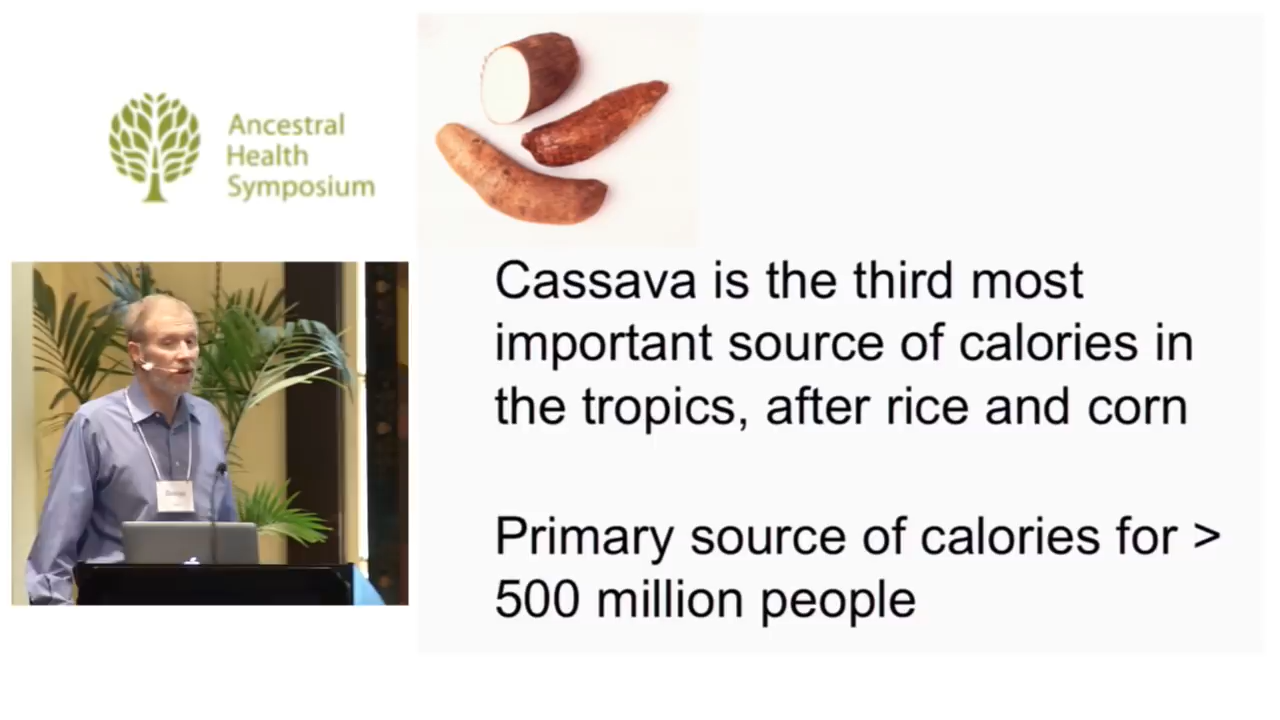 Ancestral
Health
Symposium
Cassava is the third most
important source of calories in
the tropics, after rice and corn
Primary source of calories for >
500 million people